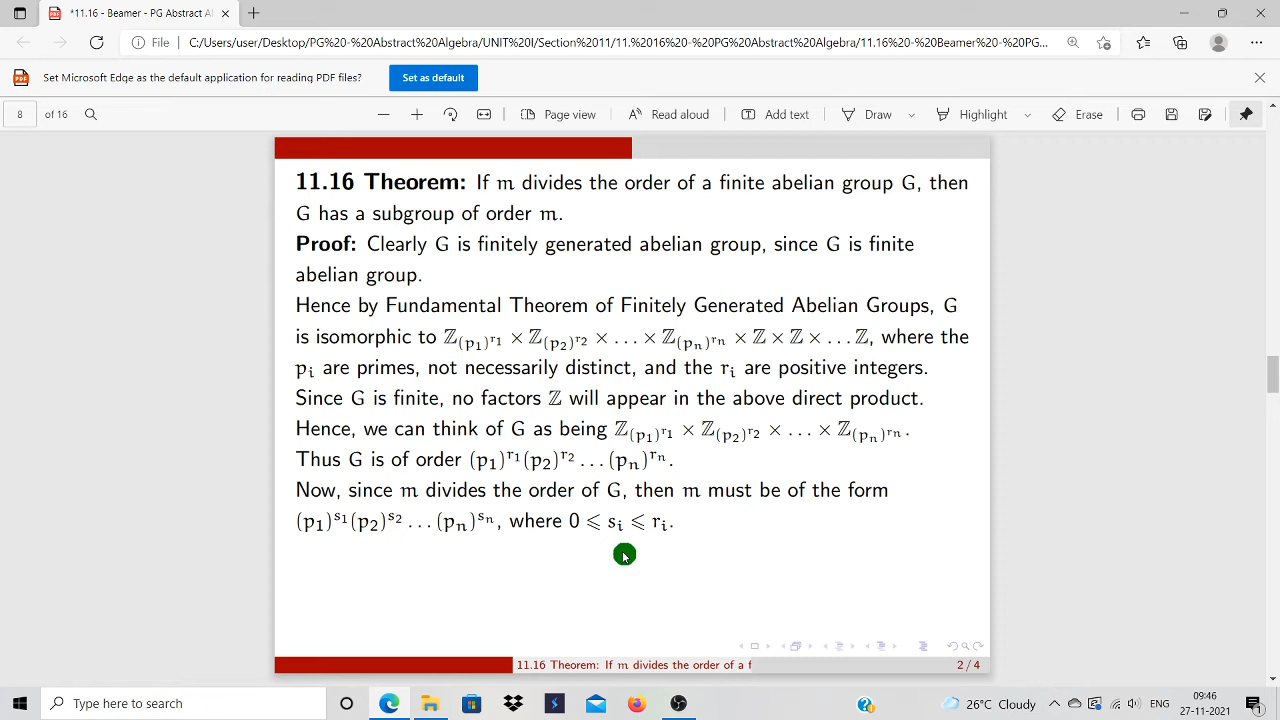 *11.16 - Beamer - PG Abstract Al
File
C:/Users/user/Desktop/PG%20-%20Abstract%20Algebra/UNIT%20I/Section%2011/11.%2016%20-%20PG%20Abstract%20Algebra/11.16%20-%20Beamer%20-%20PG...
Set Microsoft Edge as the default application for reading PDF files?
Set as default
8 of 16
Page view
Read aloud
Add text
Draw
Highlight
Erase
11.16 Theorem: If m divides the order of a finite abelian group G, then
G has a subgroup of order m.
Proof: Clearly G is finitely generated abelian group, since G is finite
abelian group.
Hence by Fundamental Theorem of Finitely Generated Abelian Groups, G
is isomorphic to ℤ_(p₁)^r₁ × ℤ_(p₂)^r₂ × ... × ℤ_(pₙ)^rₙ × ℤ × ℤ × ... ℤ, where the
pᵢ are primes, not necessarily distinct, and the rᵢ are positive integers.
Since G is finite, no factors ℤ will appear in the above direct product.
Hence, we can think of G as being ℤ_(p₁)^r₁ × ℤ_(p₂)^r₂ × ... × ℤ_(pₙ)^rₙ.
Thus G is of order (p₁)^r₁(p₂)^r₂ ... (pₙ)^rₙ.
Now, since m divides the order of G, then m must be of the form
(p₁)^s₁(p₂)^s₂ ... (pₙ)^sₙ, where 0 ⩽ sᵢ ⩽ rᵢ.
11.16 Theorem: If m divides the order of a f
2 / 4
Type here to search
26°C Cloudy
ENG
09:46
27-11-2021